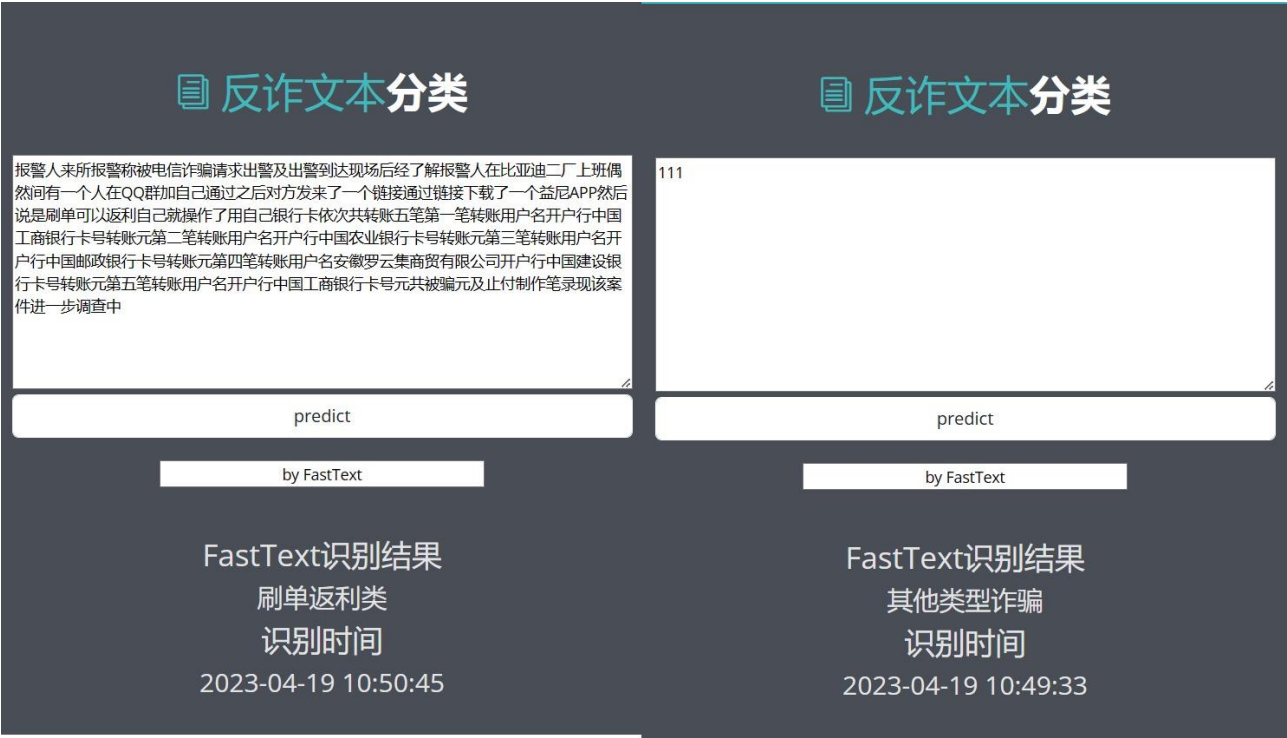 反诈文本分类
报警人来所报警称被电信诈骗请求出警及出警到达现场后经了解报警人在比亚迪二厂上班偶
然间有一个人在QQ群加自己通过之后对方发来了一个链接通过链接下载了一个益尼APP然后
说是刷单可以返利自己就操作了用自己银行卡依次共转账五笔第一笔转账用户名开户行中国
工商银行卡号转账元第二笔转账用户名开户行中国农业银行卡号转账元第三笔转账用户名开
户行中国邮政银行卡号转账元第四笔转账用户名安徽罗云集商贸有限公司开户行中国建设银
行卡号转账元第五笔转账用户名开户行中国工商银行卡号元共被骗元及止付制作笔录现该案
件进一步调查中
predict
by FastText
FastText识别结果
刷单返利类
识别时间
2023-04-19 10:50:45
反诈文本分类
111
predict
by FastText
FastText识别结果
其他类型诈骗
识别时间
2023-04-19 10:49:33